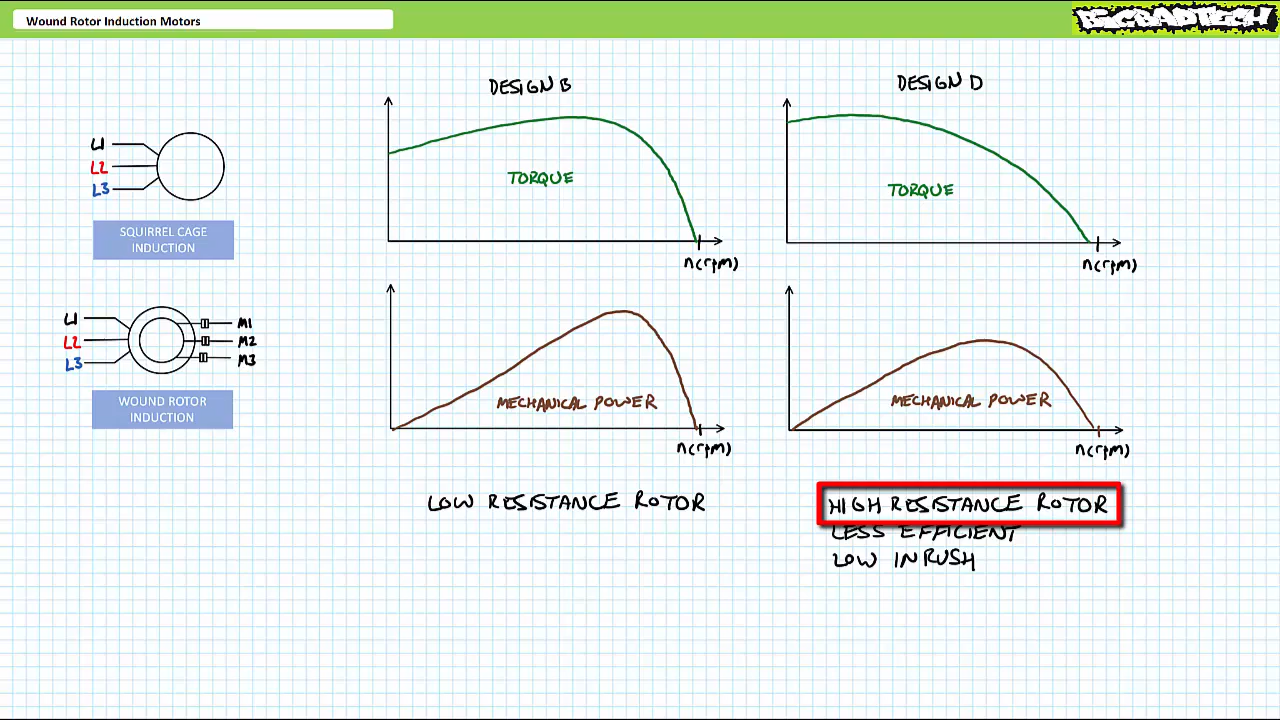 Wound Rotor Induction Motors
BIGBADTECH
DESIGN B
DESIGN D
L1
L2
L3
SQUIRREL CAGE
INDUCTION
TORQUE
n(rpm)
TORQUE
n(rpm)
L1
L2
L3
M1
M2
M3
WOUND ROTOR
INDUCTION
MECHANICAL POWER
n(rpm)
MECHANICAL POWER
n(rpm)
LOW RESISTANCE ROTOR
HIGH RESISTANCE ROTOR
LESS EFFICIENT
LOW INRUSH